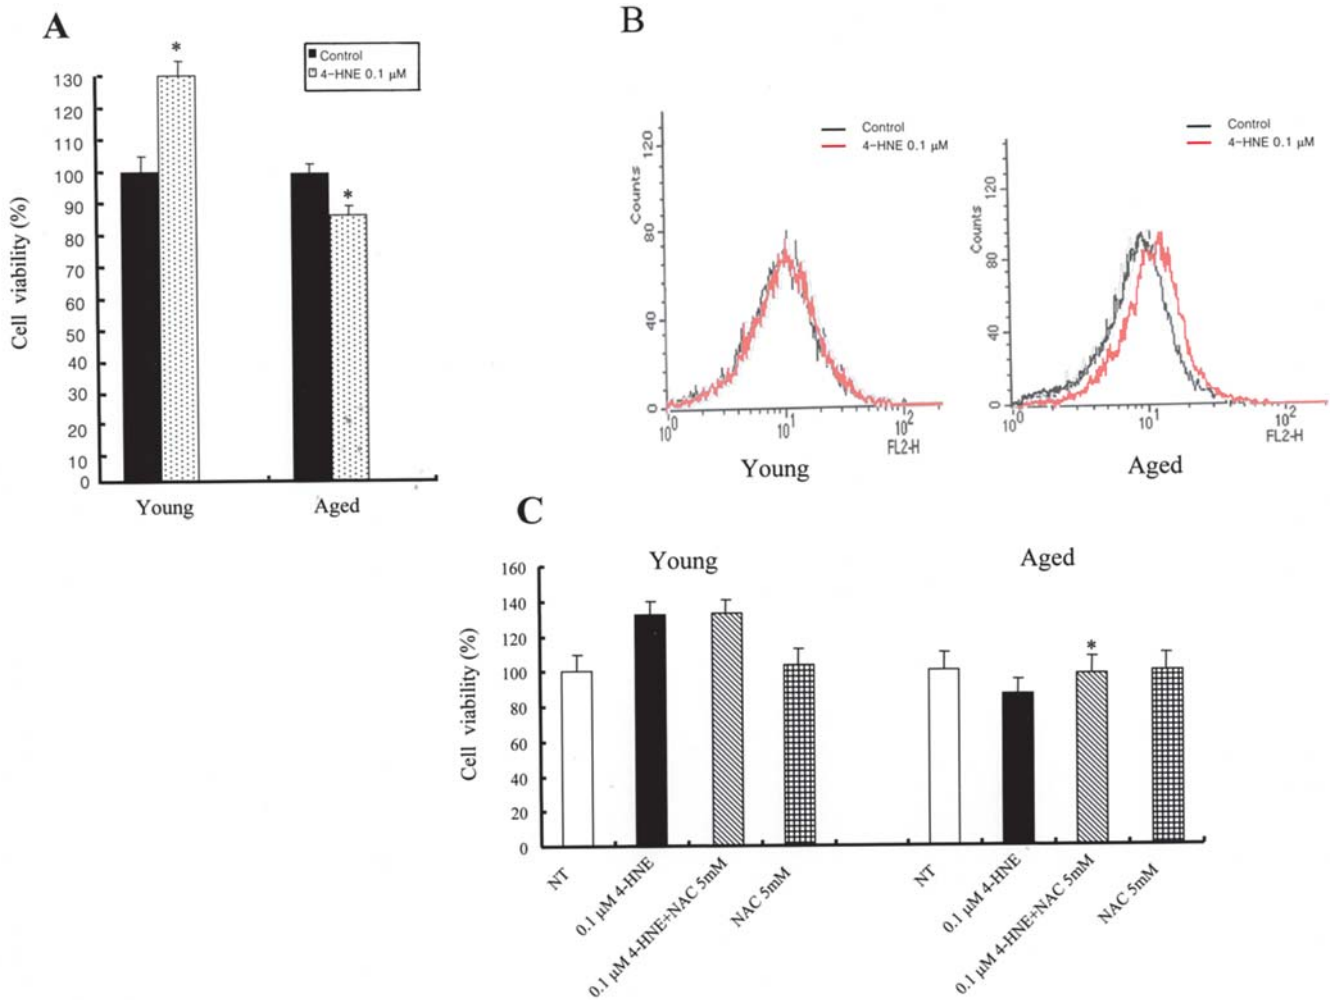 A
Control
4-HNE 0.1 μM
*
*
130
120
110
100
90
80
70
60
50
40
30
20
10
0
Cell viability (%)
Young
Aged
B
Control
4-HNE 0.1 μM
Counts
120
80
40
0
10⁰
10¹
10²
FL2-H
Young
Control
4-HNE 0.1 μM
Counts
120
80
40
0
10⁰
10¹
10²
FL2-H
Aged
C
Young
Aged
*
160
140
120
100
80
60
40
20
0
Cell viability (%)
NT
0.1 μM 4-HNE
0.1 μM 4-HNE+NAC 5mM
NAC 5mM
NT
0.1 μM 4-HNE
0.1 μM 4-HNE+NAC 5mM
NAC 5mM